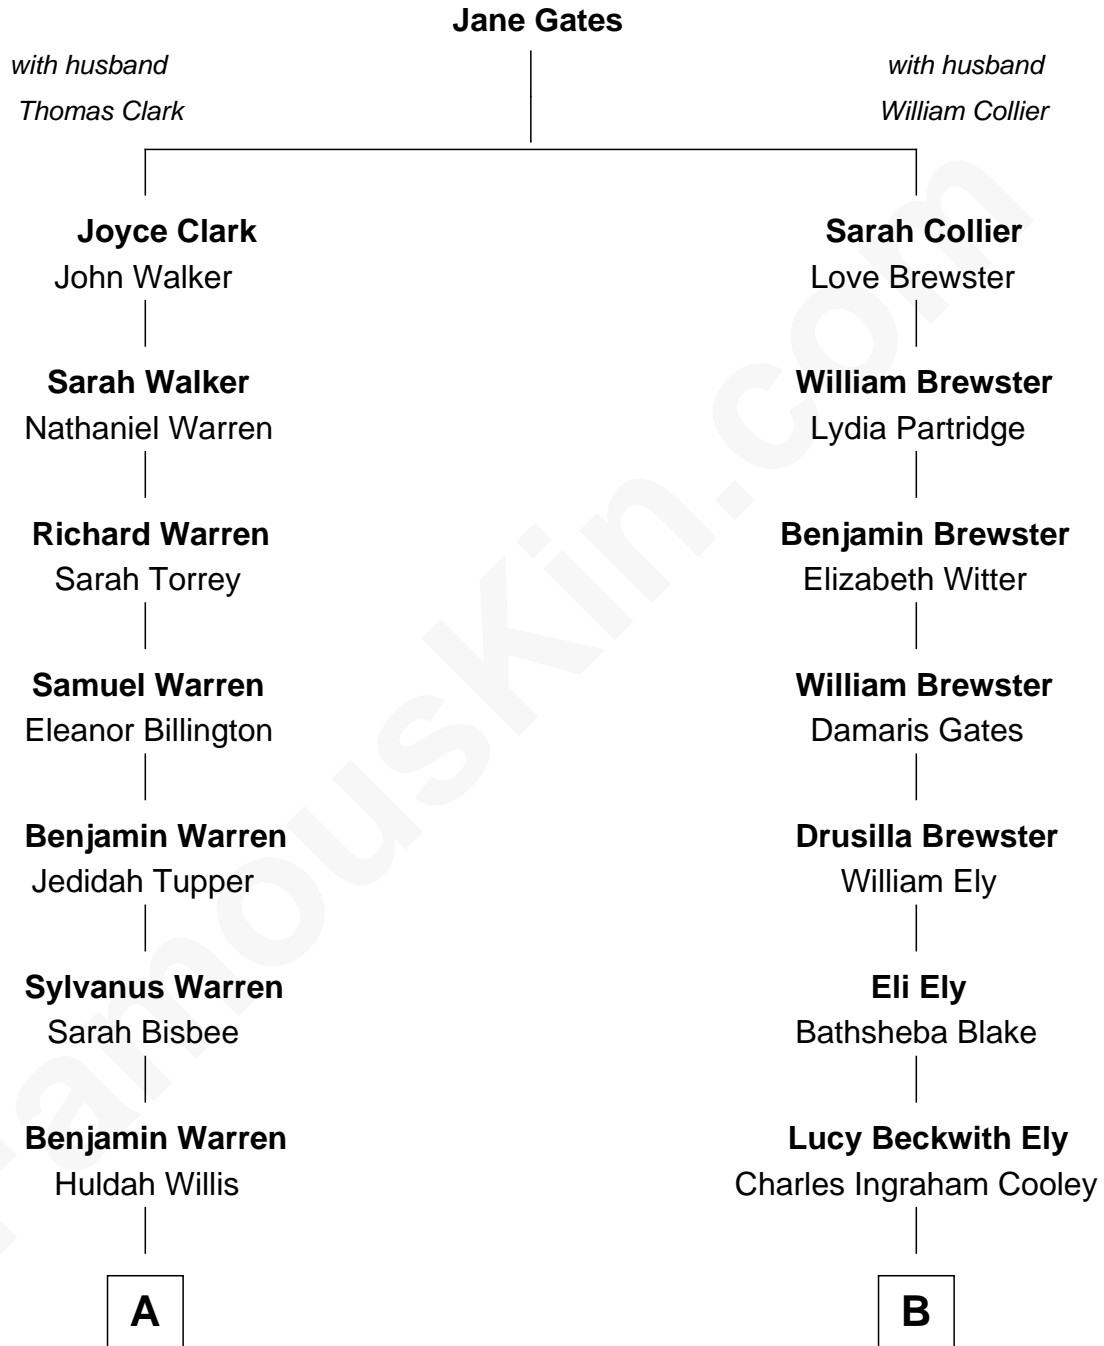 Jane Gates
with husband
Thomas Clark
with husband
William Collier
Joyce Clark
John Walker
Sarah Collier
Love Brewster
Sarah Walker
Nathaniel Warren
William Brewster
Lydia Partridge
Richard Warren
Sarah Torrey
Benjamin Brewster
Elizabeth Witter
Samuel Warren
Eleanor Billington
William Brewster
Damaris Gates
Benjamin Warren
Jedidah Tupper
Drusilla Brewster
William Ely
Sylvanus Warren
Sarah Bisbee
Eli Ely
Bathsheba Blake
Benjamin Warren
Huldah Willis
Lucy Beckwith Ely
Charles Ingraham Cooley
A
B
FamousKin.com